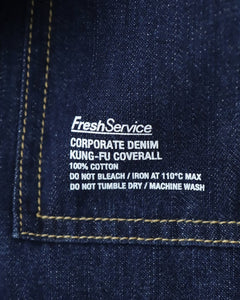 FreshService
CORPORATE DENIM
KUNG-FU COVERALL
100% COTTON
DO NOT BLEACH / IRON AT 110°C MAX
DO NOT TUMBLE DRY / MACHINE WASH